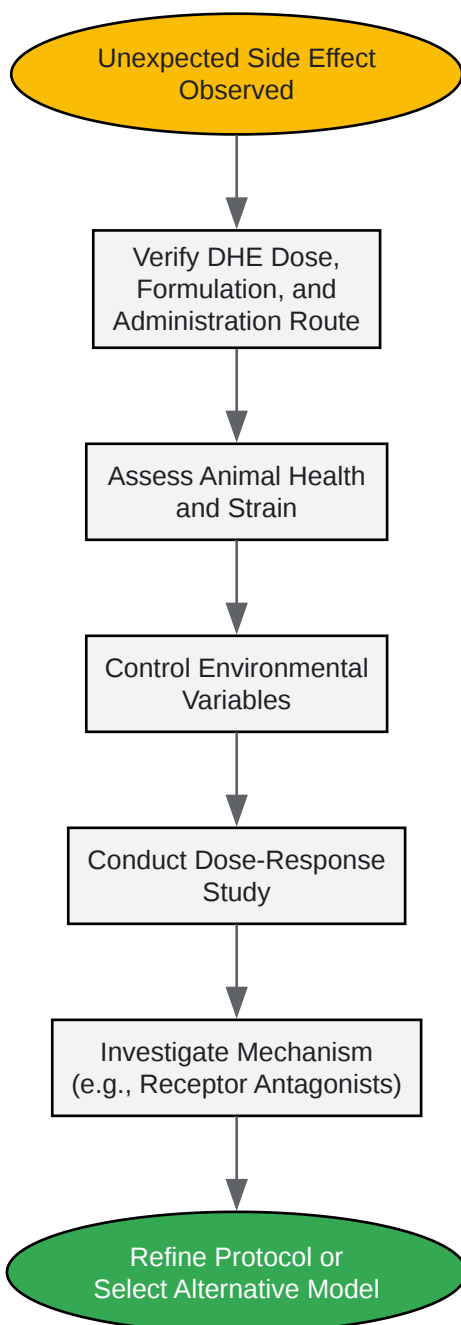 Unexpected Side Effect
Observed
Verify DHE Dose,
Formulation, and
Administration Route
Assess Animal Health
and Strain
Control Environmental
Variables
Conduct Dose-Response
Study
Investigate Mechanism
(e.g., Receptor Antagonists)
Refine Protocol or
Select Alternative Model